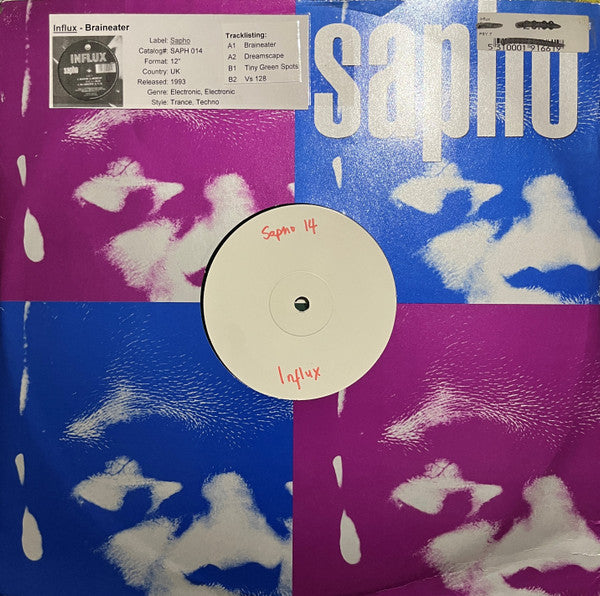 Influx - Braineater
Label: Sapho
Catalog#: SAPH 014
Format: 12"
Country: UK
Released: 1993
Genre: Electronic, Electronic
Style: Trance, Techno
Tracklisting:
A1 Braineater
A2 Dreamscape
B1 Tiny Green Spots
B2 Vs 128
INFLUX
sapho
sapho
Sapho 14
Influx